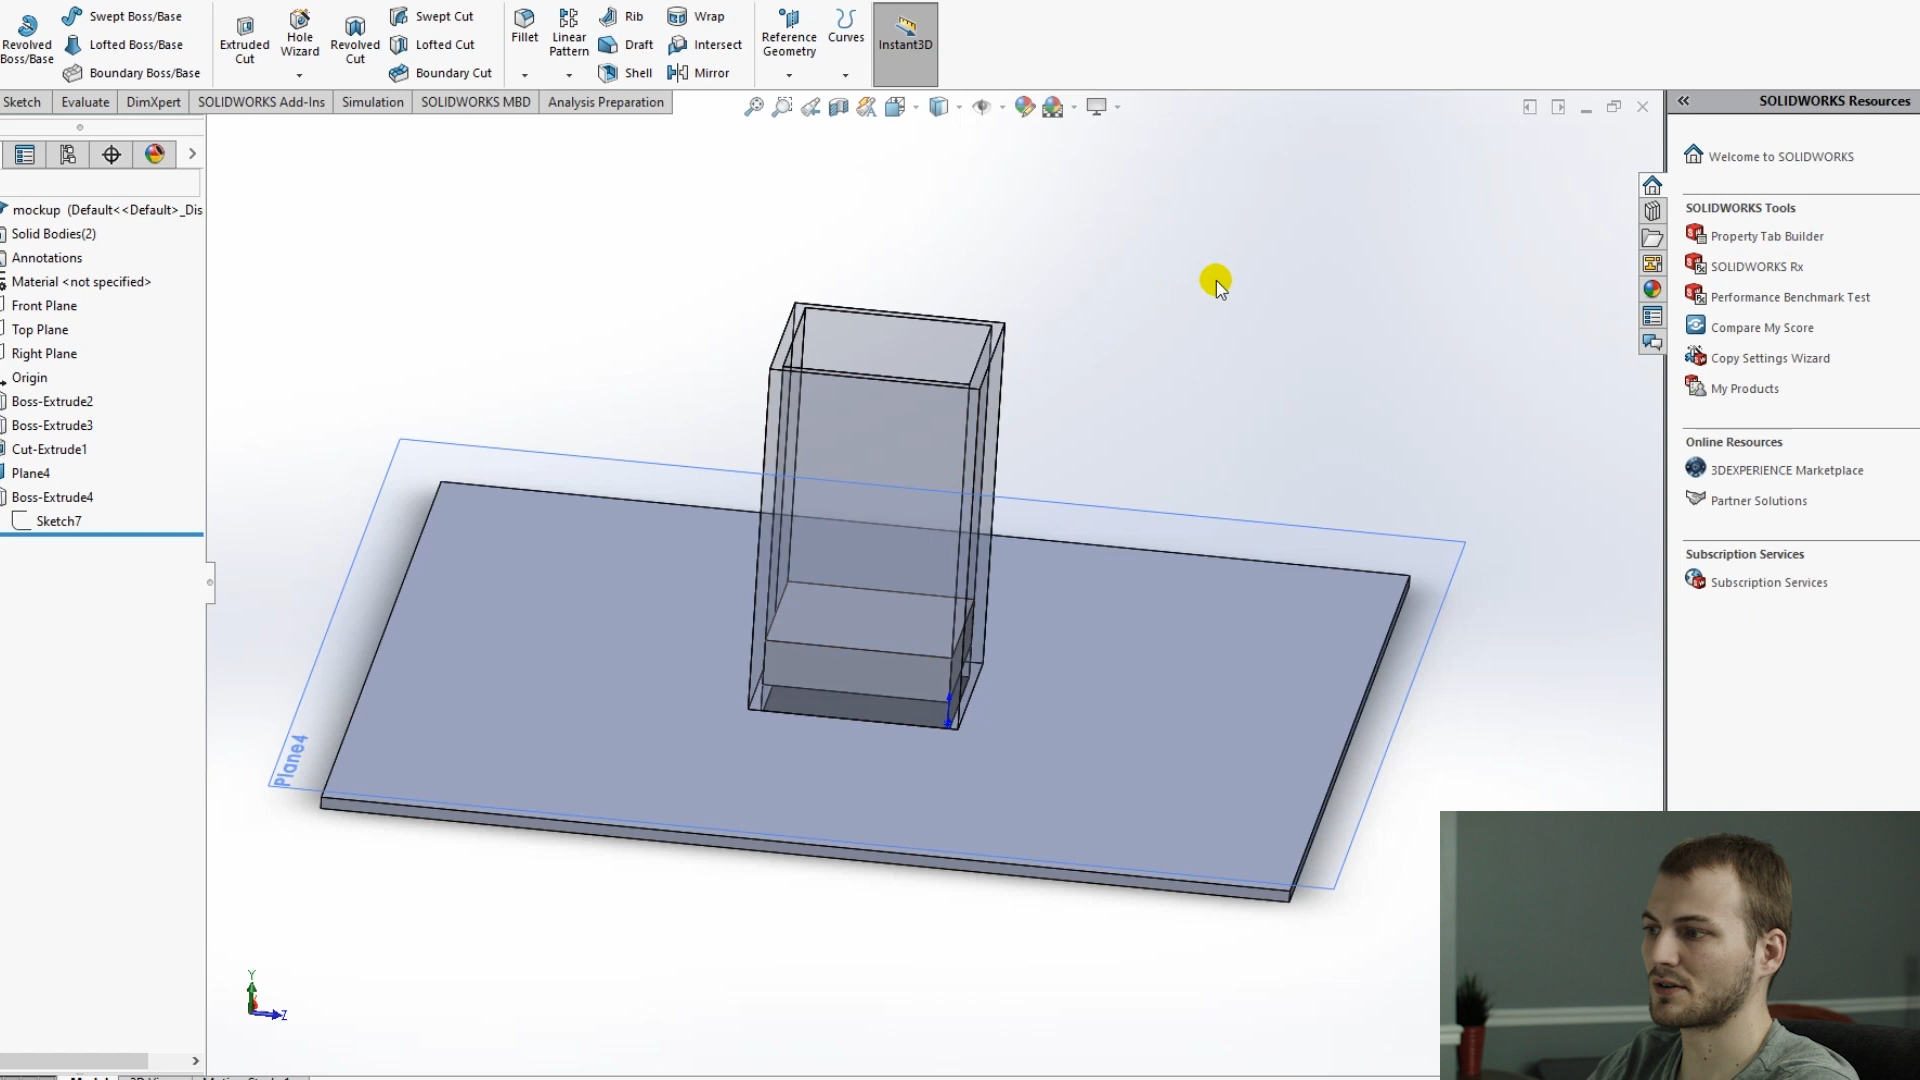 Revolved
Boss/Base
Swept Boss/Base
Lofted Boss/Base
Boundary Boss/Base
Extruded
Cut
Hole
Wizard
Revolved
Cut
Swept Cut
Lofted Cut
Boundary Cut
Fillet
Linear
Pattern
Rib
Draft
Shell
Wrap
Intersect
Mirror
Reference
Geometry
Curves
Instant3D
Sketch
Evaluate
DimXpert
SOLIDWORKS Add-Ins
Simulation
SOLIDWORKS MBD
Analysis Preparation
mockup (Default<<Default>_Dis
Solid Bodies(2)
Annotations
Material <not specified>
Front Plane
Top Plane
Right Plane
Origin
Boss-Extrude2
Boss-Extrude3
Cut-Extrude1
Plane4
Boss-Extrude4
Sketch7
Plane4
Y
Z
SOLIDWORKS Resources
Welcome to SOLIDWORKS
SOLIDWORKS Tools
Property Tab Builder
SOLIDWORKS Rx
Performance Benchmark Test
Compare My Score
Copy Settings Wizard
My Products
Online Resources
3DEXPERIENCE Marketplace
Partner Solutions
Subscription Services
Subscription Services